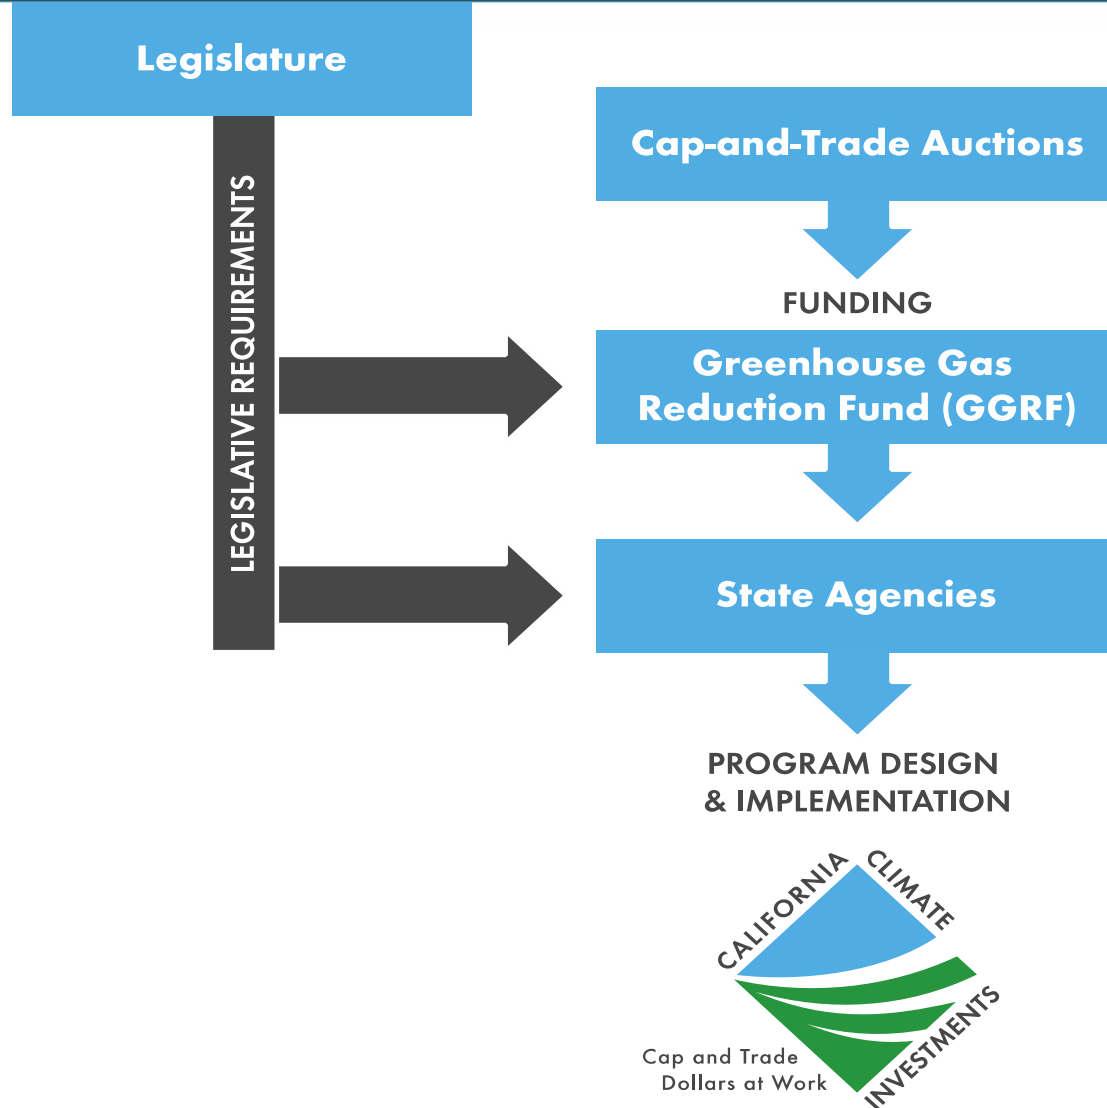 Legislature
LEGISLATIVE REQUIREMENTS
Cap-and-Trade Auctions
FUNDING
Greenhouse Gas
Reduction Fund (GGRF)
State Agencies
PROGRAM DESIGN
& IMPLEMENTATION
CALIFORNIA
CLIMATE
INVESTMENTS
Cap and Trade
Dollars at Work